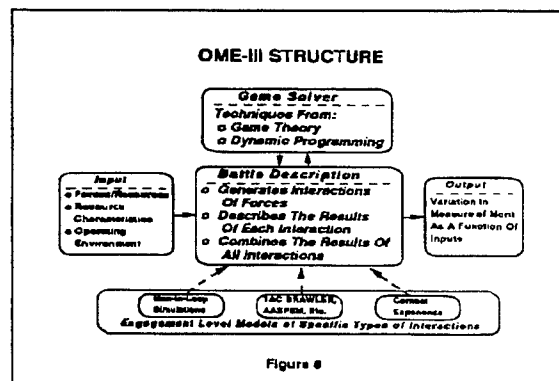 OME-III STRUCTURE
Game Solver
Techniques From:
o Game Theory
o Dynamic Programming
Input
o Forces/Resources
o Resource
Characteristics
o Operating
Environment
Battle Description
o Generates Interactions
Of Forces
o Describes The Results
Of Each Interaction
o Combines The Results Of
All Interactions
Output
Variation In
Measure of Merit
As A Function Of
Inputs
Man-in-Loop
Simulations
TAC BRAWLER,
AASPEM, Etc.
Combat
Experience
Engagement Level Models of Specific Types of Interactions
Figure 6